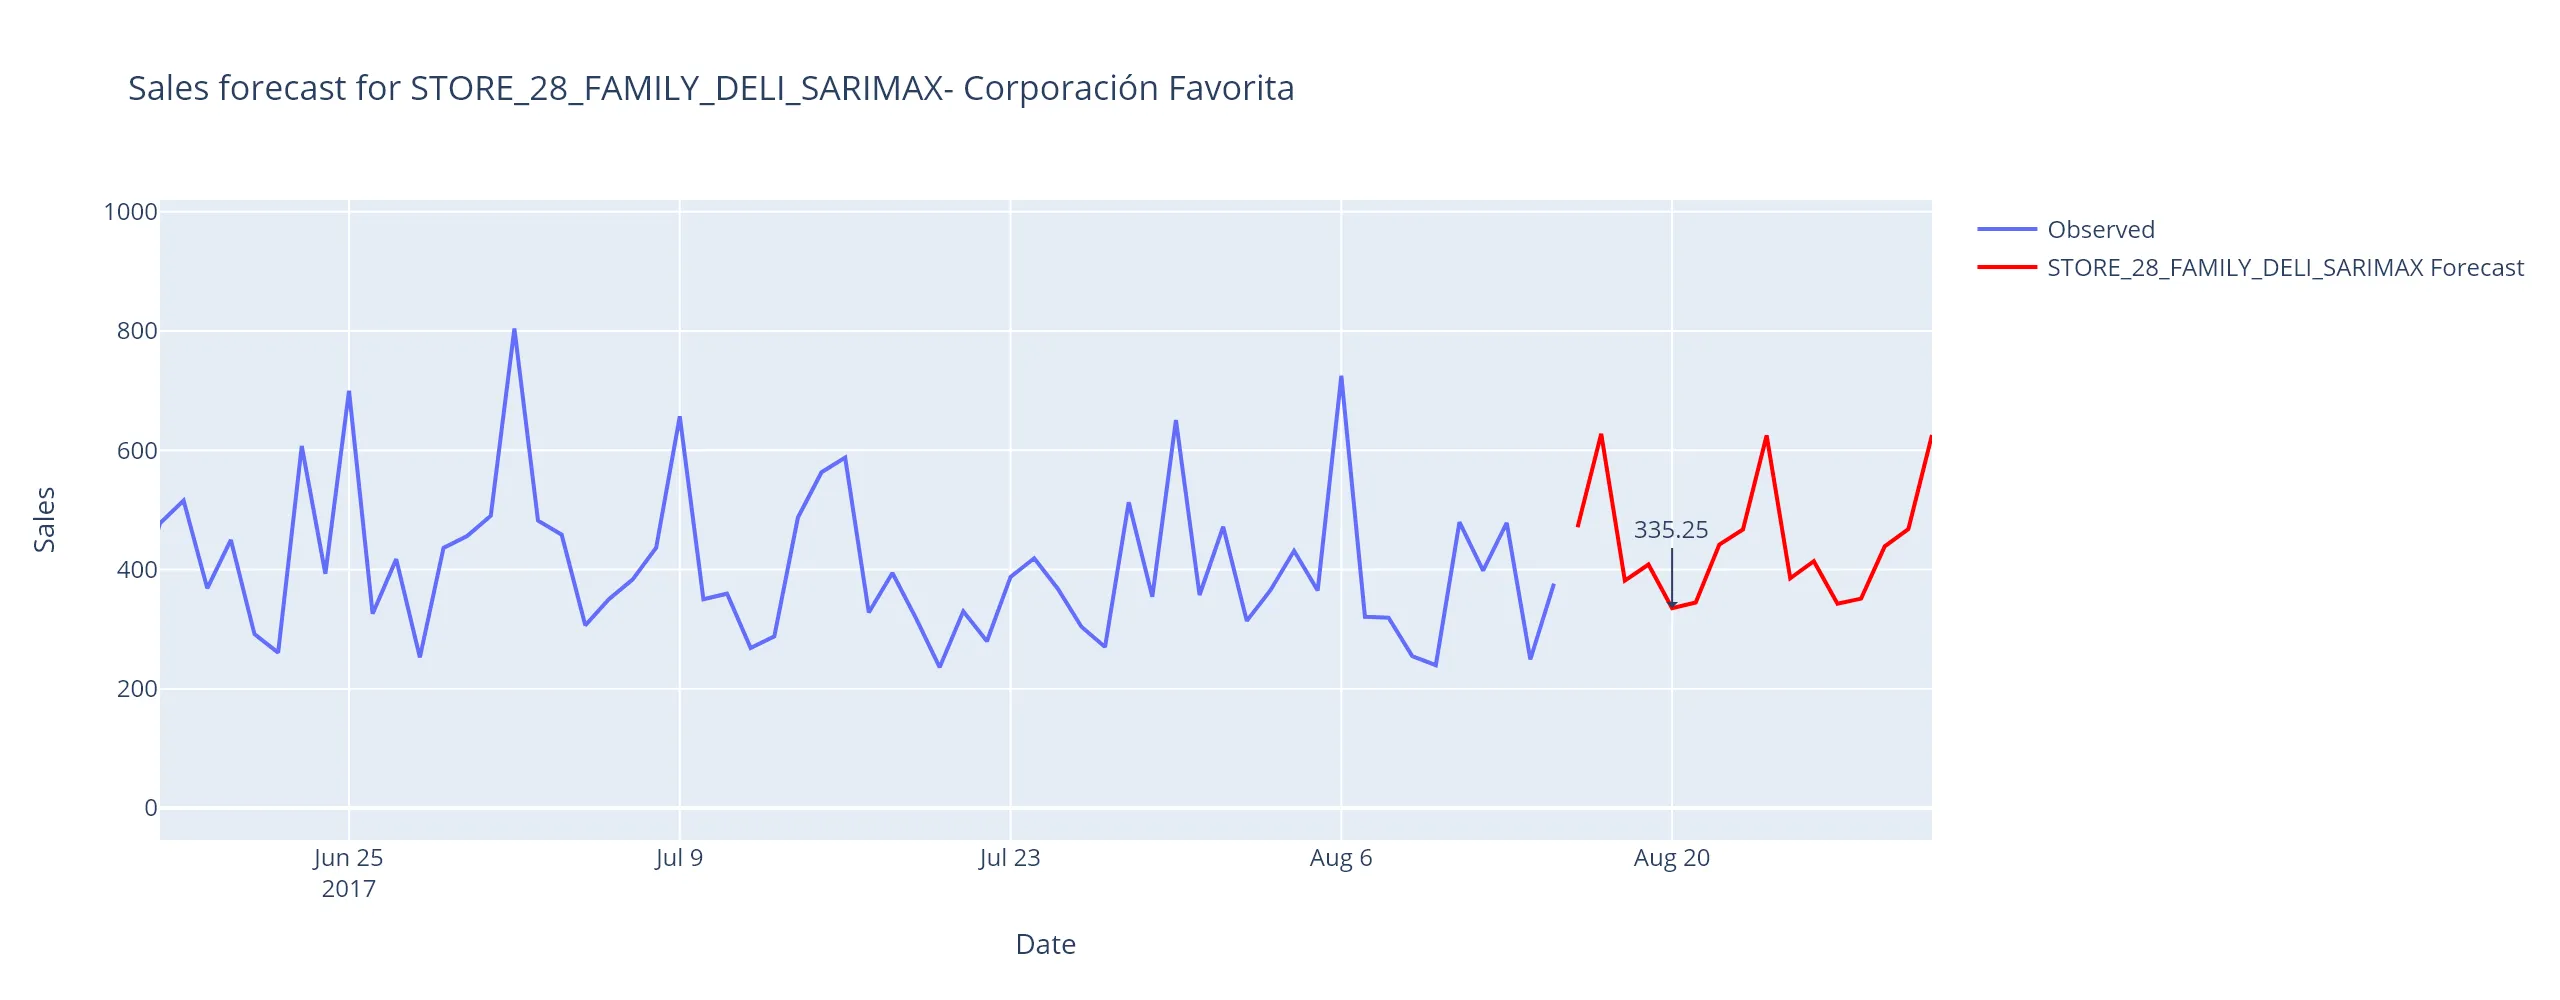 Sales forecast for STORE_28_FAMILY_DELI_SARIMAX- Corporación Favorita
Observed
STORE_28_FAMILY_DELI_SARIMAX Forecast
Sales
1000
800
600
400
200
0
335.25
Jun 25
2017
Jul 9
Jul 23
Aug 6
Aug 20
Date